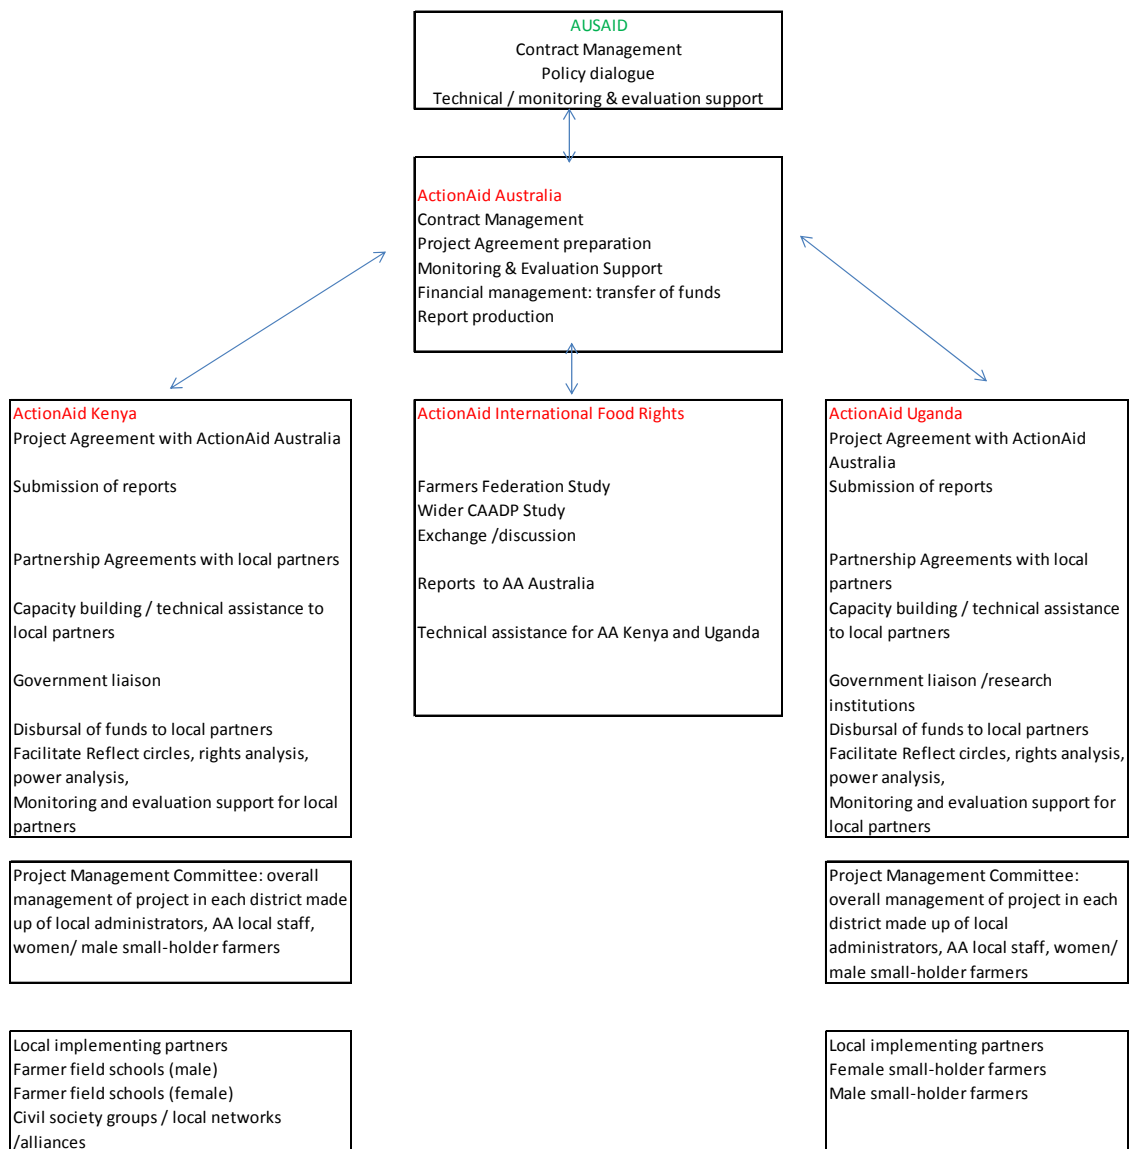 AUSAID
Contract Management
Policy dialogue
Technical / monitoring & evaluation support
ActionAid Australia
Contract Management
Project Agreement preparation
Monitoring & Evaluation Support
Financial management: transfer of funds
Report production
ActionAid Kenya
Project Agreement with ActionAid Australia
Submission of reports
Partnership Agreements with local partners
Capacity building / technical assistance to
local partners
Government liaison
Disbursal of funds to local partners
Facilitate Reflect circles, rights analysis,
power analysis,
Monitoring and evaluation support for local
partners
ActionAid International Food Rights
Farmers Federation Study
Wider CAADP Study
Exchange /discussion
Reports  to AA Australia
Technical assistance for AA Kenya and Uganda
ActionAid Uganda
Project Agreement with ActionAid
Australia
Submission of reports
Partnership Agreements with local
partners
Capacity building / technical assistance
to local partners
Government liaison /research
institutions
Disbursal of funds to local partners
Facilitate Reflect circles, rights analysis,
power analysis,
Monitoring and evaluation support for
local partners
Project Management Committee: overall
management of project in each district made
up of local administrators, AA local staff,
women/ male small-holder farmers
Project Management Committee:
overall management of project in each
district made up of local
administrators, AA local staff, women/
male small-holder farmers
Local implementing partners
Farmer field schools (male)
Farmer field schools (female)
Civil society groups / local networks
/alliances
Local implementing partners
Female small-holder farmers
Male small-holder farmers